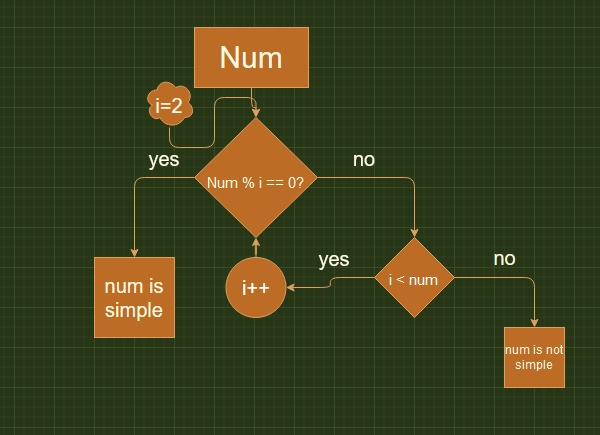 Num
i=2
yes
no
Num % i == 0?
yes
no
num is
simple
i++
i < num
num is not
simple